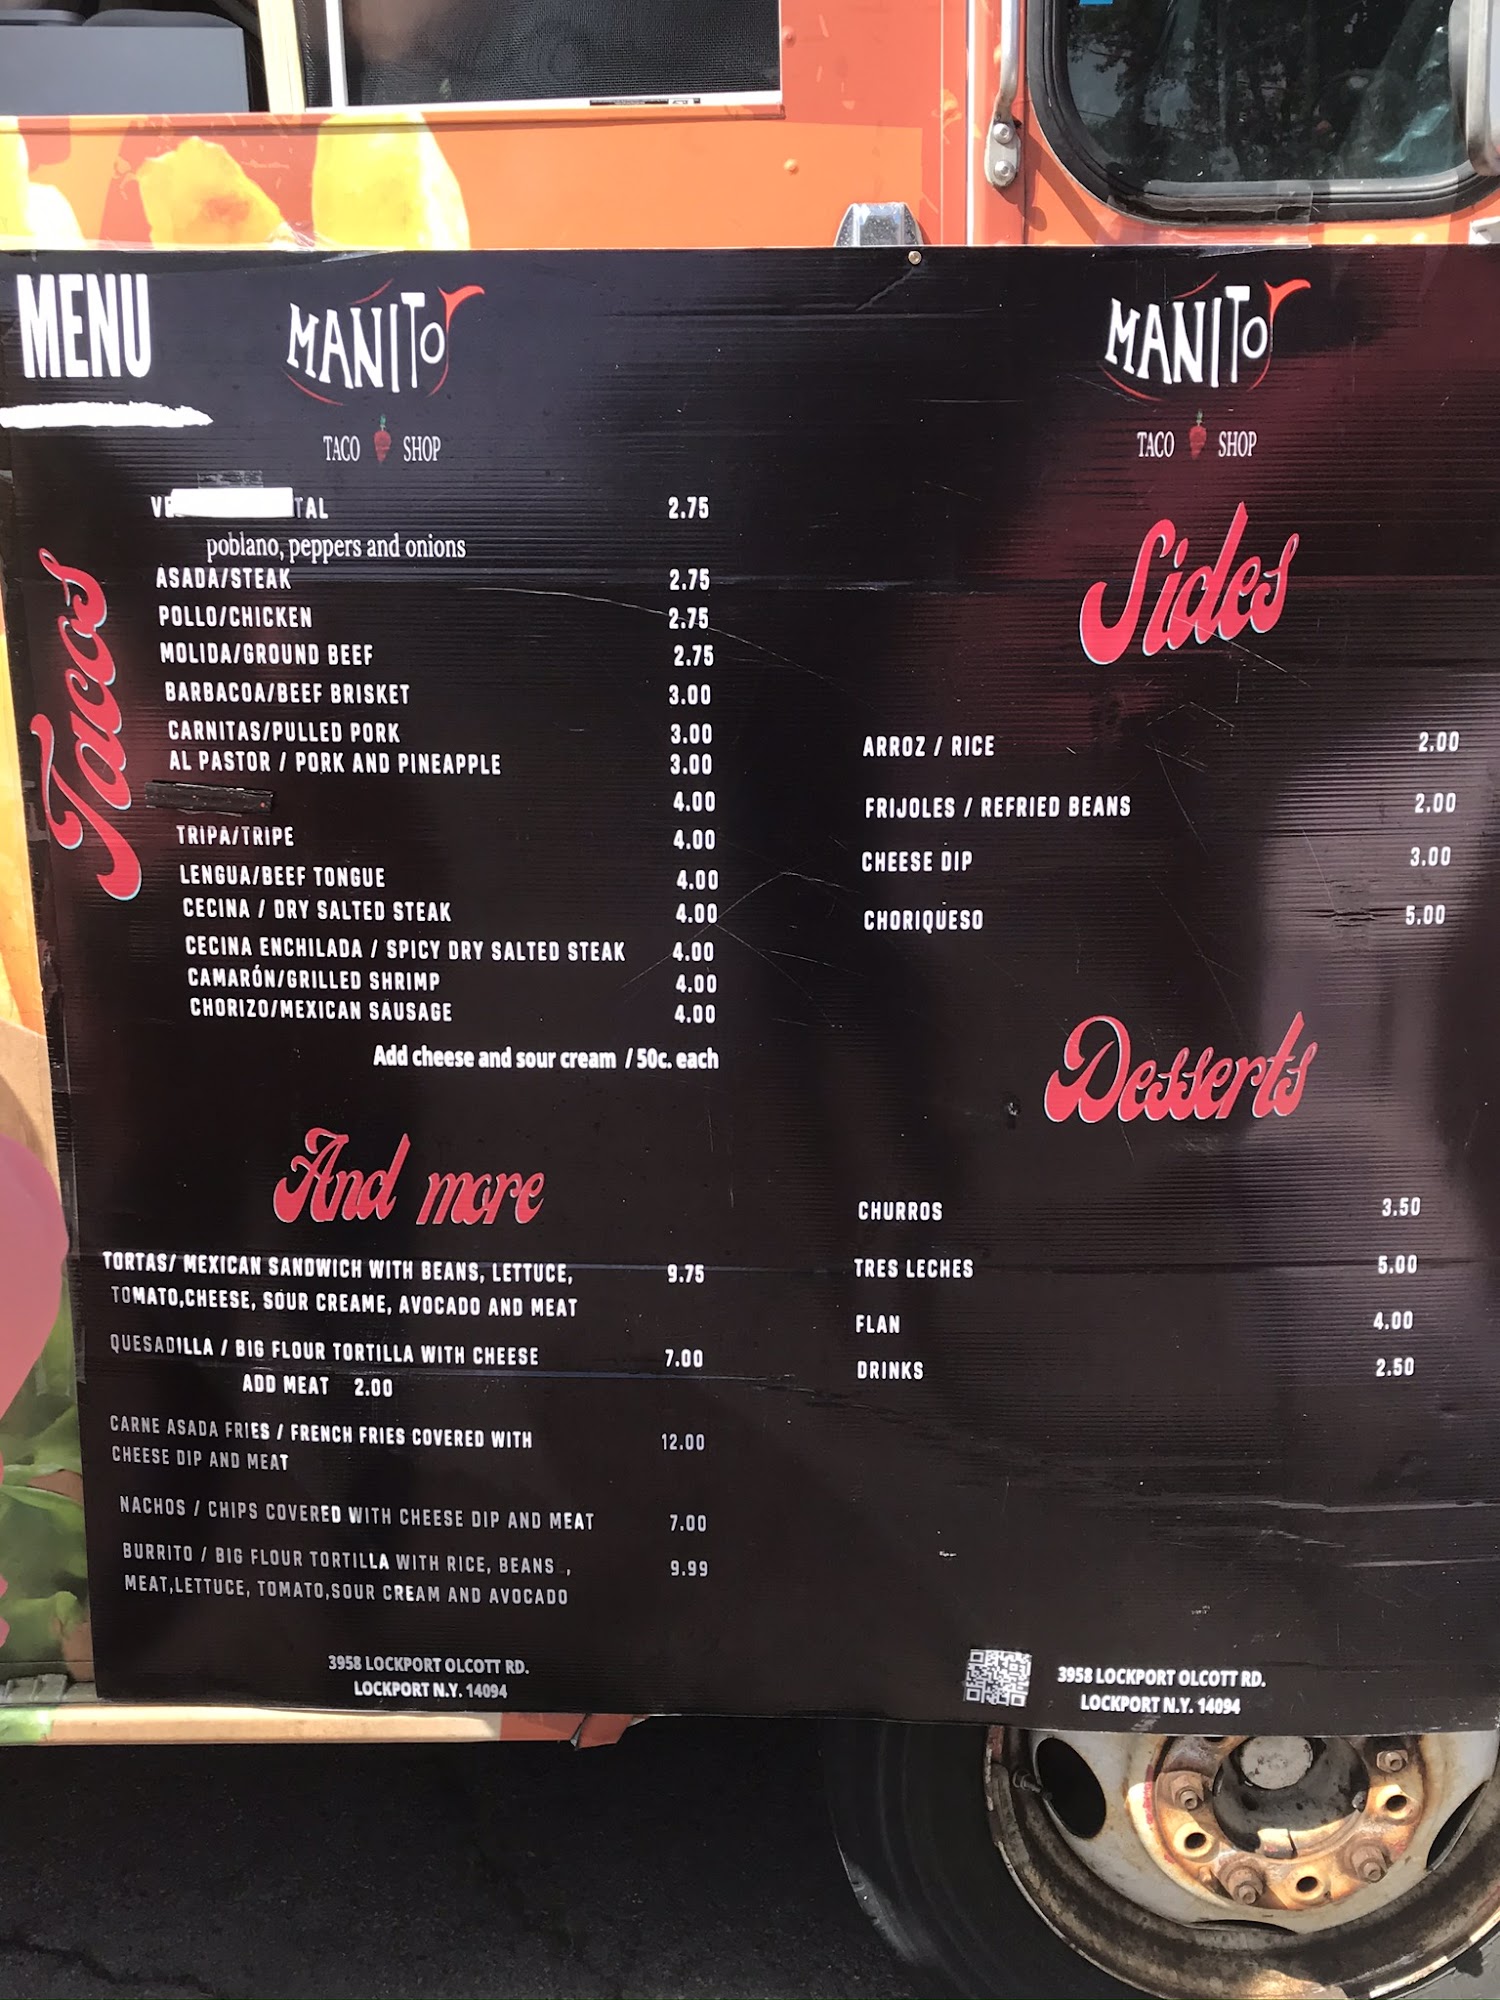 MENU
MANITO
TACO SHOP
Tacos
TAL 2.75
poblano, peppers and onions
ASADA/STEAK 2.75
POLLO/CHICKEN 2.75
MOLIDA/GROUND BEEF 2.75
BARBACOA/BEEF BRISKET 3.00
CARNITAS/PULLED PORK 3.00
AL PASTOR / PORK AND PINEAPPLE 3.00
4.00
TRIPA/TRIPE 4.00
LENGUA/BEEF TONGUE 4.00
CECINA / DRY SALTED STEAK 4.00
CECINA ENCHILADA / SPICY DRY SALTED STEAK 4.00
CAMARÓN/GRILLED SHRIMP 4.00
CHORIZO/MEXICAN SAUSAGE 4.00
Add cheese and sour cream / 50c. each
And more
TORTAS/ MEXICAN SANDWICH WITH BEANS, LETTUCE, 9.75
TOMATO,CHEESE, SOUR CREAME, AVOCADO AND MEAT
QUESADILLA / BIG FLOUR TORTILLA WITH CHEESE 7.00
ADD MEAT 2.00
CARNE ASADA FRIES / FRENCH FRIES COVERED WITH 12.00
CHEESE DIP AND MEAT
NACHOS / CHIPS COVERED WITH CHEESE DIP AND MEAT 7.00
BURRITO / BIG FLOUR TORTILLA WITH RICE, BEANS , 9.99
MEAT,LETTUCE, TOMATO,SOUR CREAM AND AVOCADO
3958 LOCKPORT OLCOTT RD.
LOCKPORT N.Y. 14094
MANITO
TACO SHOP
Sides
ARROZ / RICE 2.00
FRIJOLES / REFRIED BEANS 2.00
CHEESE DIP 3.00
CHORIQUESO 5.00
Desserts
CHURROS 3.50
TRES LECHES 5.00
FLAN 4.00
DRINKS 2.50
3958 LOCKPORT OLCOTT RD.
LOCKPORT N.Y. 14094